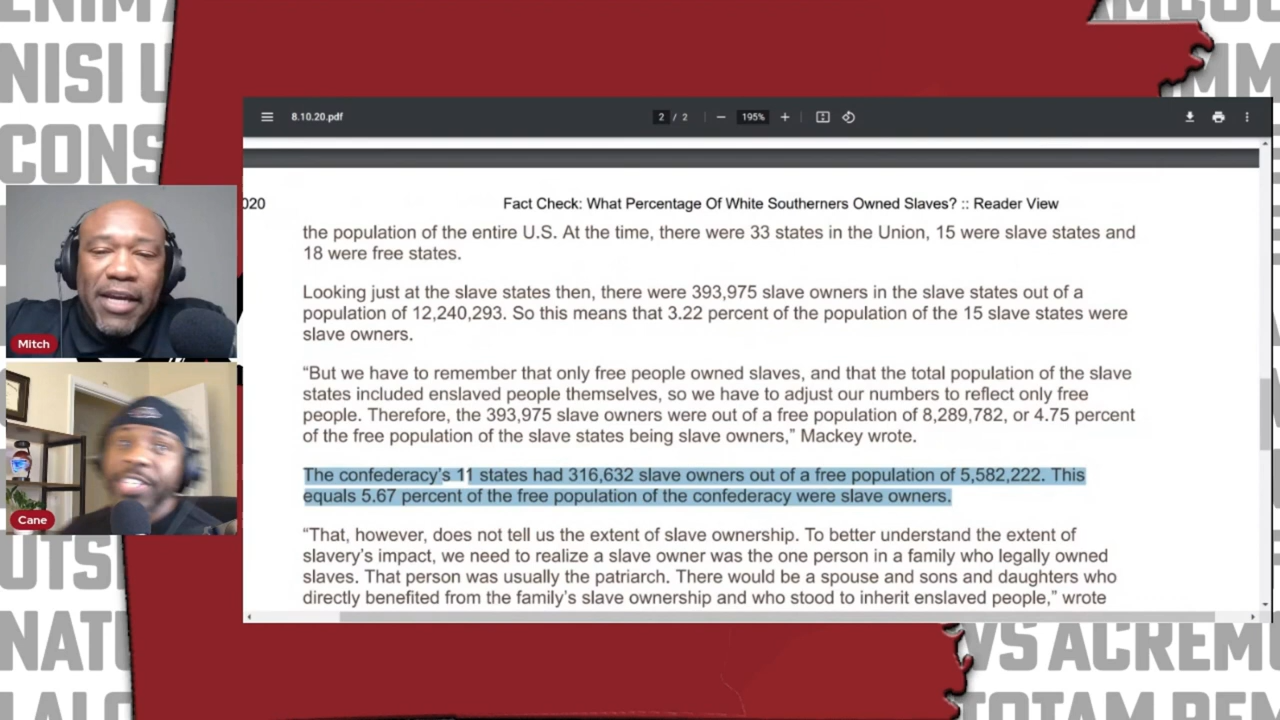 ENIM
NISI U
CONS
OTS
NATU
LALO
AMCO
MM
VS ACREM
TOTAM REM
8.10.20.pdf
2 / 2
195%
020
Fact Check: What Percentage Of White Southerners Owned Slaves? :: Reader View
the population of the entire U.S. At the time, there were 33 states in the Union, 15 were slave states and
18 were free states.
Looking just at the slave states then, there were 393,975 slave owners in the slave states out of a
population of 12,240,293. So this means that 3.22 percent of the population of the 15 slave states were
slave owners.
“But we have to remember that only free people owned slaves, and that the total population of the slave
states included enslaved people themselves, so we have to adjust our numbers to reflect only free
people. Therefore, the 393,975 slave owners were out of a free population of 8,289,782, or 4.75 percent
of the free population of the slave states being slave owners,” Mackey wrote.
The confederacy’s 11 states had 316,632 slave owners out of a free population of 5,582,222. This
equals 5.67 percent of the free population of the confederacy were slave owners.
“That, however, does not tell us the extent of slave ownership. To better understand the extent of
slavery’s impact, we need to realize a slave owner was the one person in a family who legally owned
slaves. That person was usually the patriarch. There would be a spouse and sons and daughters who
directly benefited from the family’s slave ownership and who stood to inherit enslaved people,” wrote
Mitch
Cane